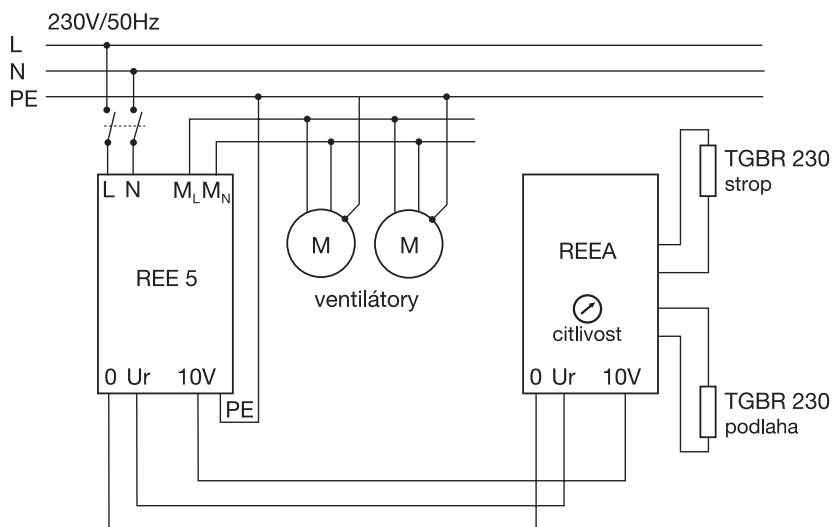 230V/50Hz
L
N
PE
L N M_L M_N
REE 5
0 Ur 10V
PE
M
M
ventilátory
REEA
citlivost
0 Ur 10V
TGBR 230
strop
TGBR 230
podlaha